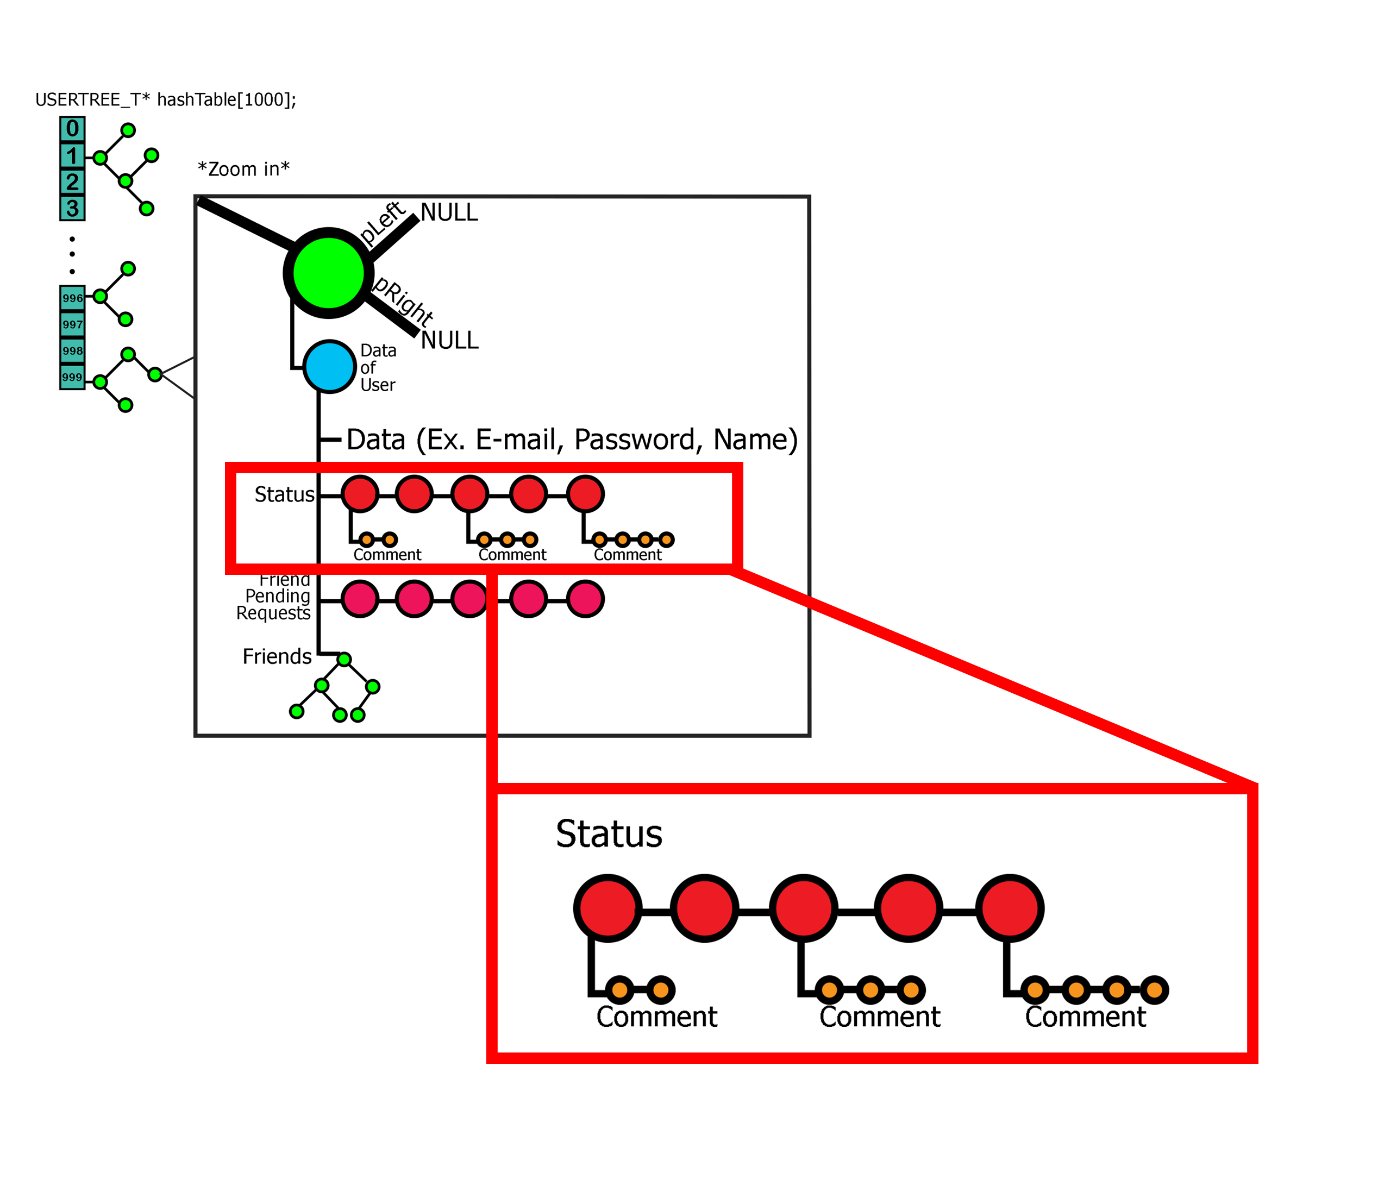 USERTREE_T* hashTable[1000];
0
1
2
3
996
997
998
999
*Zoom in*
pLeft
NULL
pRight
NULL
Data
of
User
Data (Ex. E-mail, Password, Name)
Status
Comment
Comment
Comment
Friend
Pending
Requests
Friends
Status
Comment
Comment
Comment